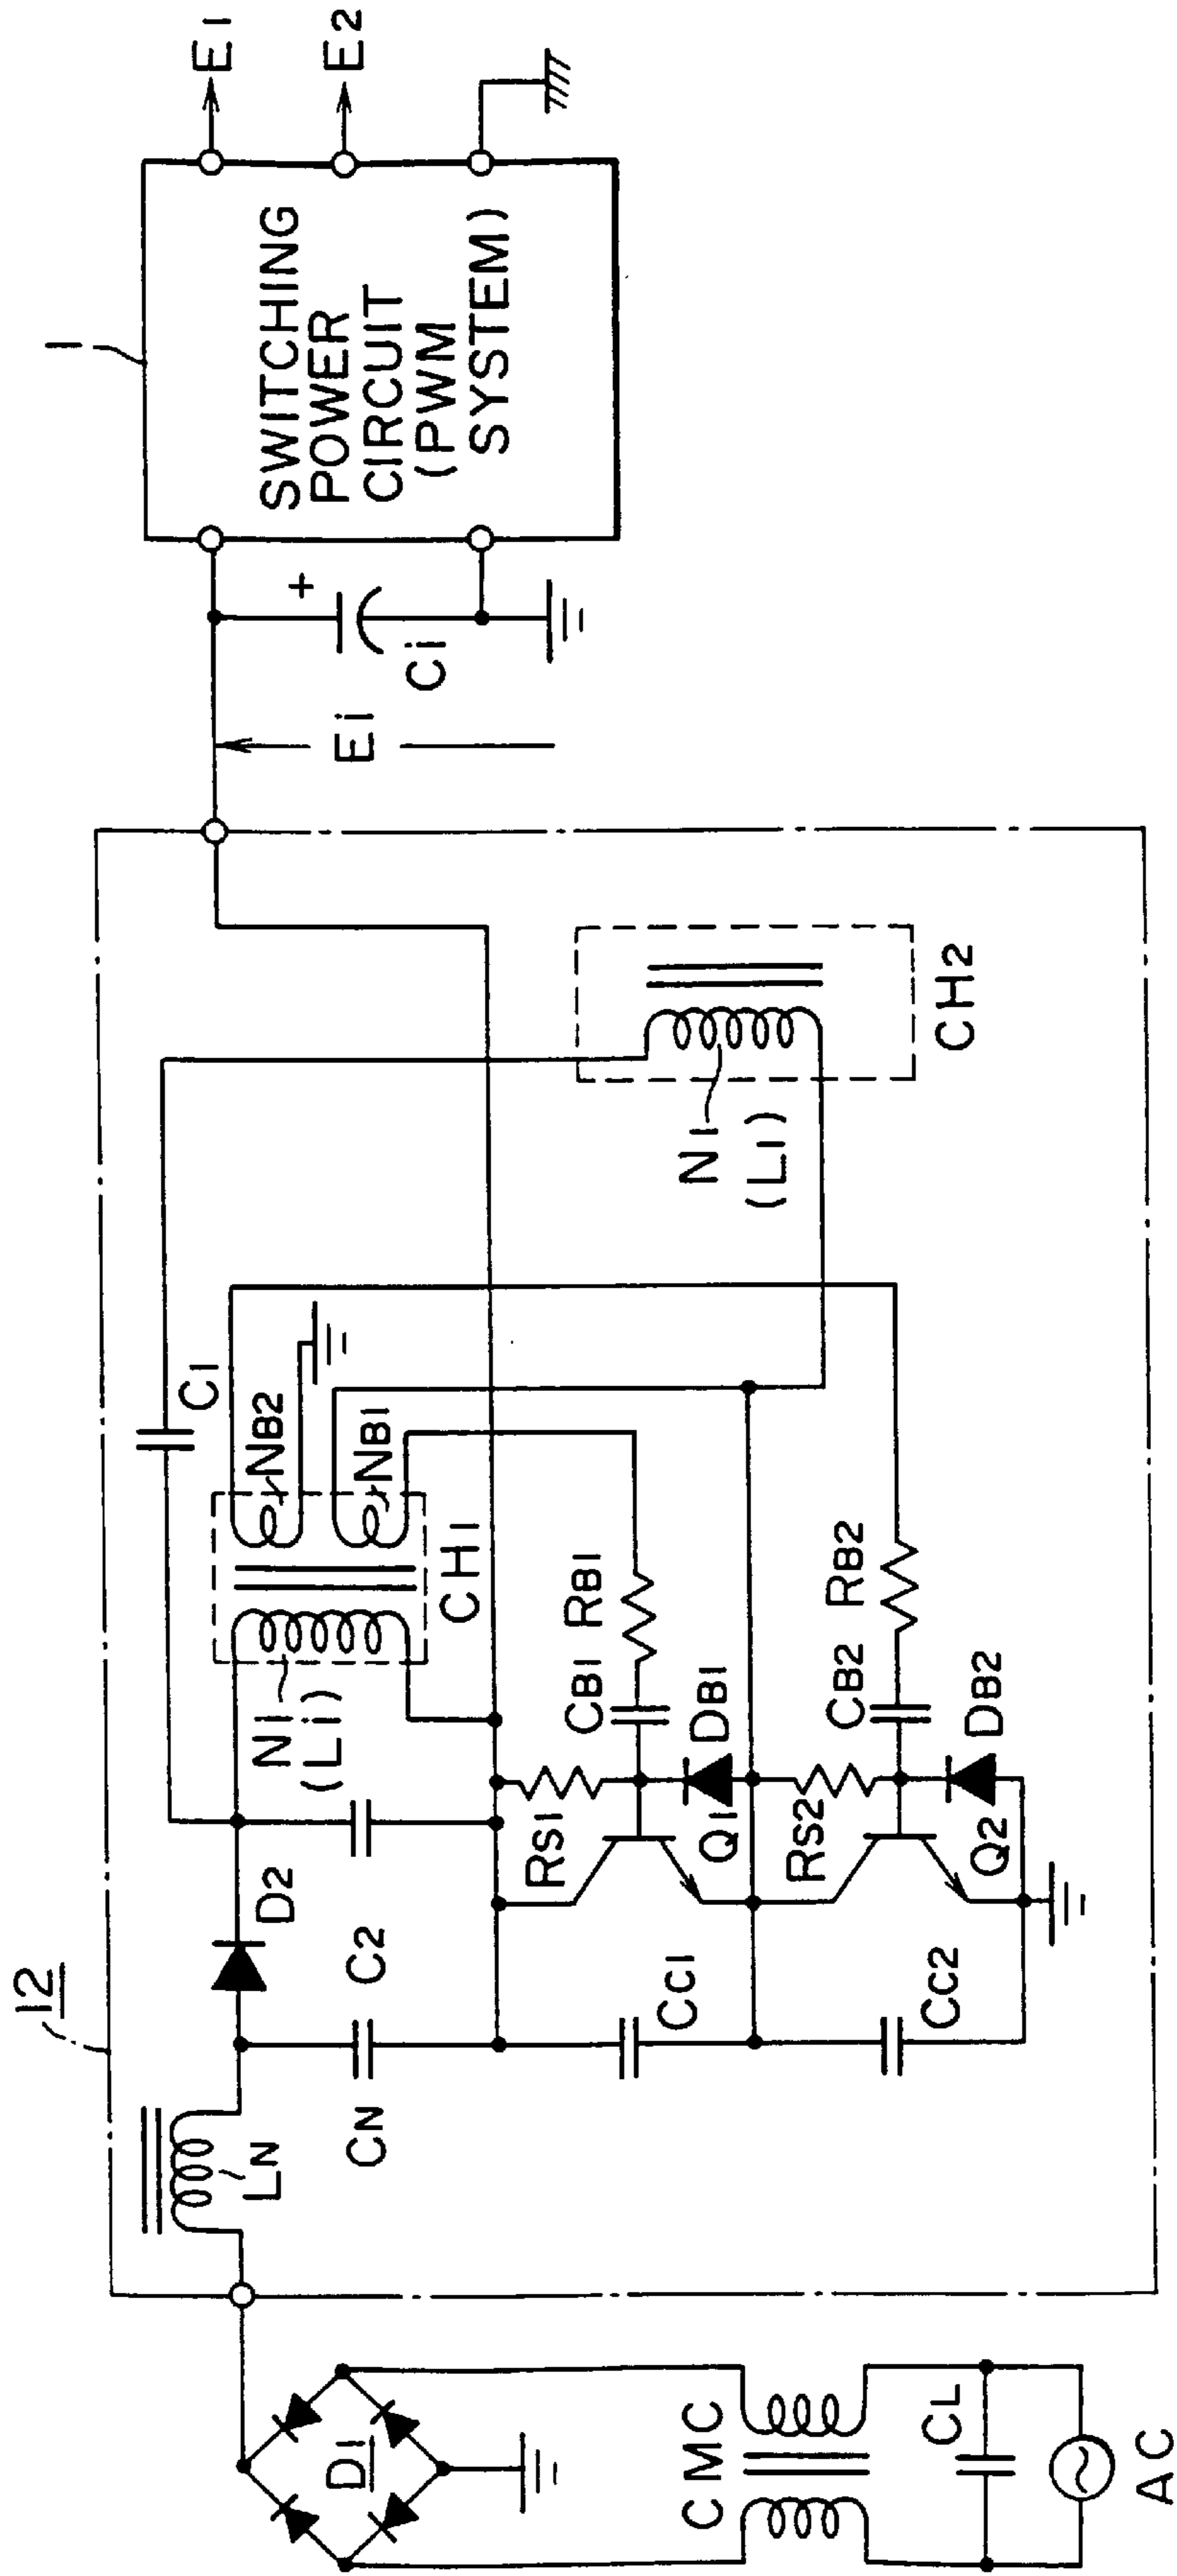 12
LN
CN
C2
D2
Ni
(Li)
CH1
NB2
NB1
C1
CC1
CC2
RS1
Q1
RS2
Q2
CB1
RB1
DB1
CB2
RB2
DB2
N1
(L1)
CH2
D1
CMC
CL
AC
Ei
+
Ci
1
SWITCHING
POWER
CIRCUIT
(PWM
SYSTEM)
E1
E2